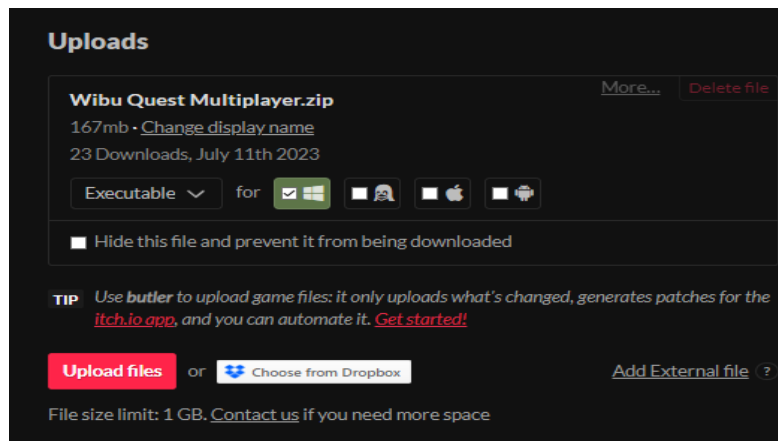 Uploads
More... Delete file
Wibu Quest Multiplayer.zip
167mb · Change display name
23 Downloads, July 11th 2023
Executable for
Hide this file and prevent it from being downloaded
TIP Use butler to upload game files: it only uploads what's changed, generates patches for the
itch.io app, and you can automate it. Get started!
Upload files or Choose from Dropbox Add External file ?
File size limit: 1 GB. Contact us if you need more space